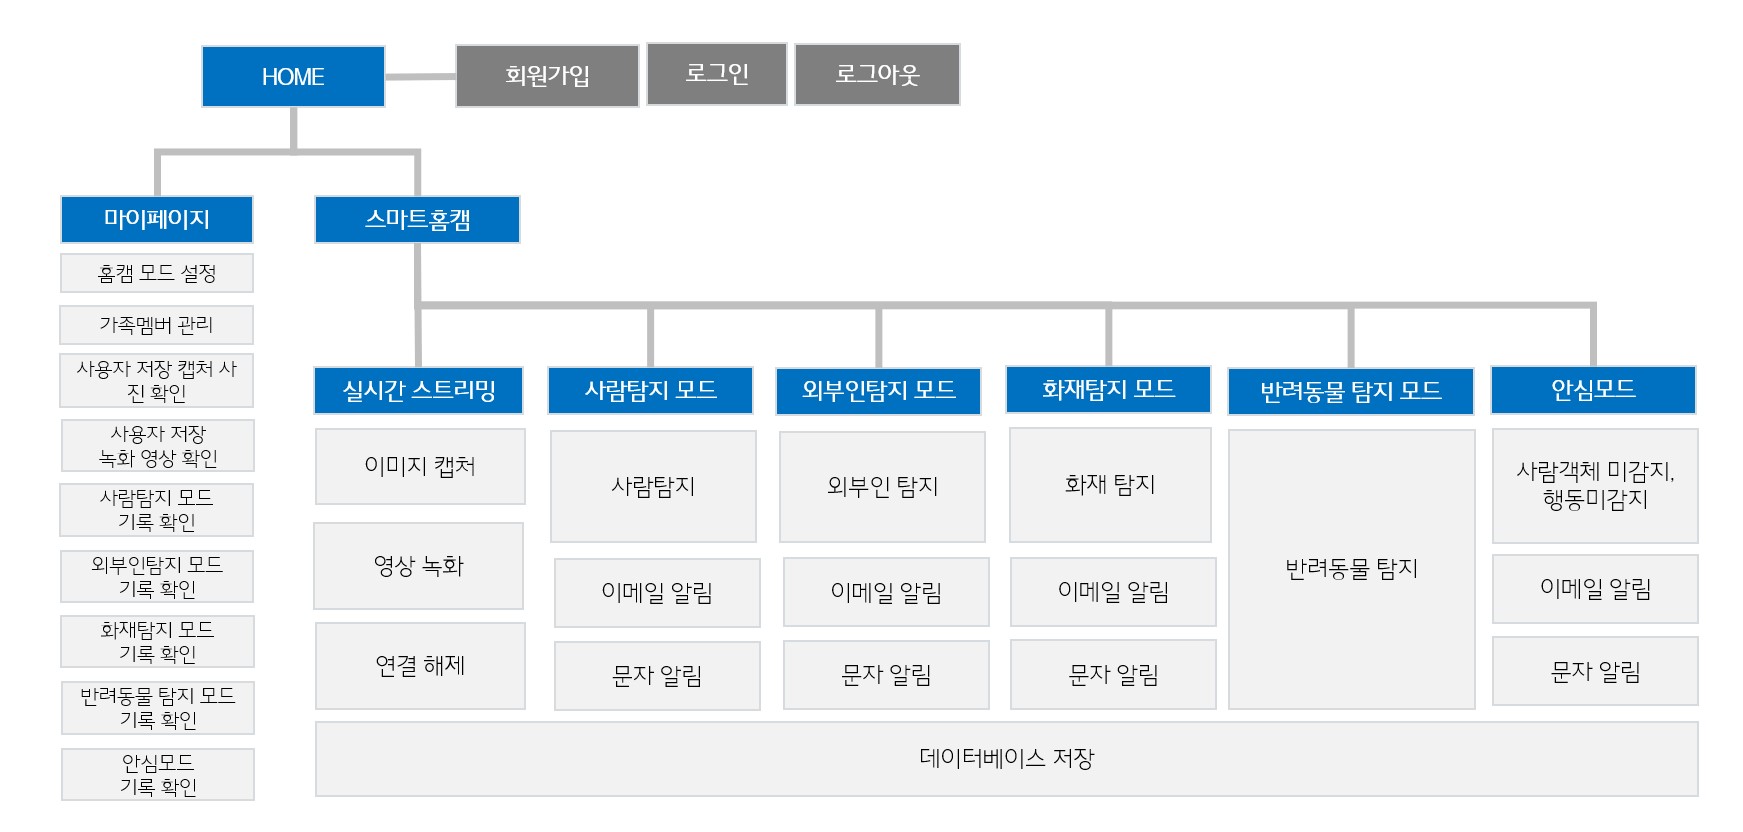 HOME
회원가입
로그인
로그아웃
마이페이지
스마트홈캠
홈캠 모드 설정
가족멤버 관리
사용자 저장 캡처 사
진 확인
사용자 저장
녹화 영상 확인
사람탐지 모드
기록 확인
외부인탐지 모드
기록 확인
화재탐지 모드
기록 확인
반려동물 탐지 모드
기록 확인
안심모드
기록 확인
실시간 스트리밍
이미지 캡처
영상 녹화
연결 해제
사람탐지 모드
사람탐지
이메일 알림
문자 알림
외부인탐지 모드
외부인 탐지
이메일 알림
문자 알림
화재탐지 모드
화재 탐지
이메일 알림
문자 알림
반려동물 탐지 모드
반려동물 탐지
안심모드
사람객체 미감지,
행동미감지
이메일 알림
문자 알림
데이터베이스 저장